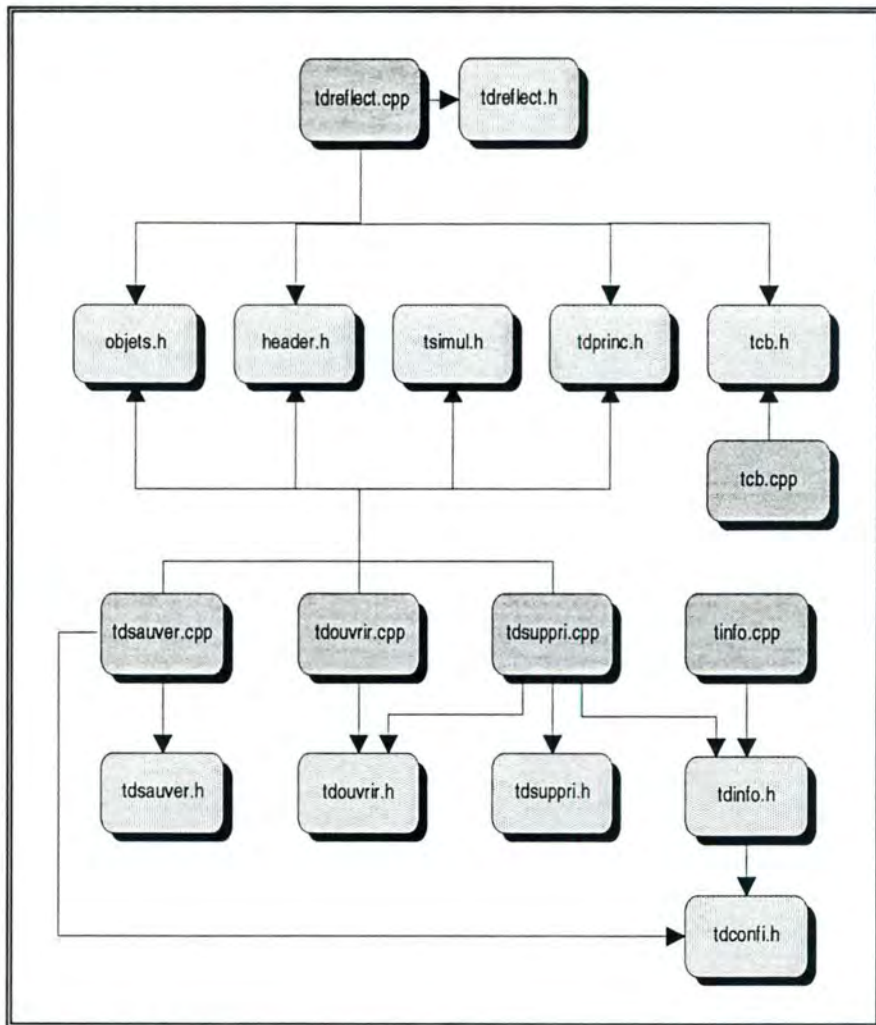 tdreflect.cpp
tdreflect.h
objets.h
header.h
tsimul.h
tdprinc.h
tcb.h
tcb.cpp
tdsauver.cpp
tdouvrir.cpp
tdsuppri.cpp
tinfo.cpp
tdsauver.h
tdouvrir.h
tdsuppri.h
tdinfo.h
tdconfi.h